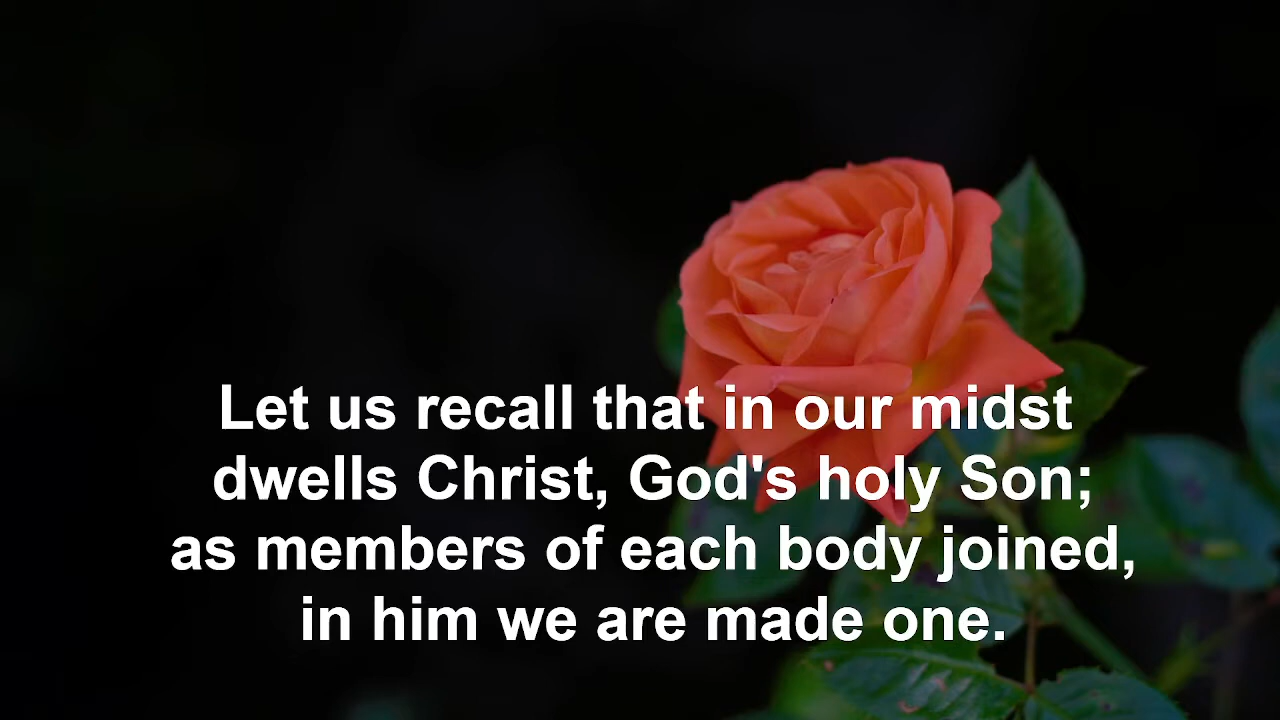 Let us recall that in our midst
dwells Christ, God's holy Son;
as members of each body joined,
in him we are made one.